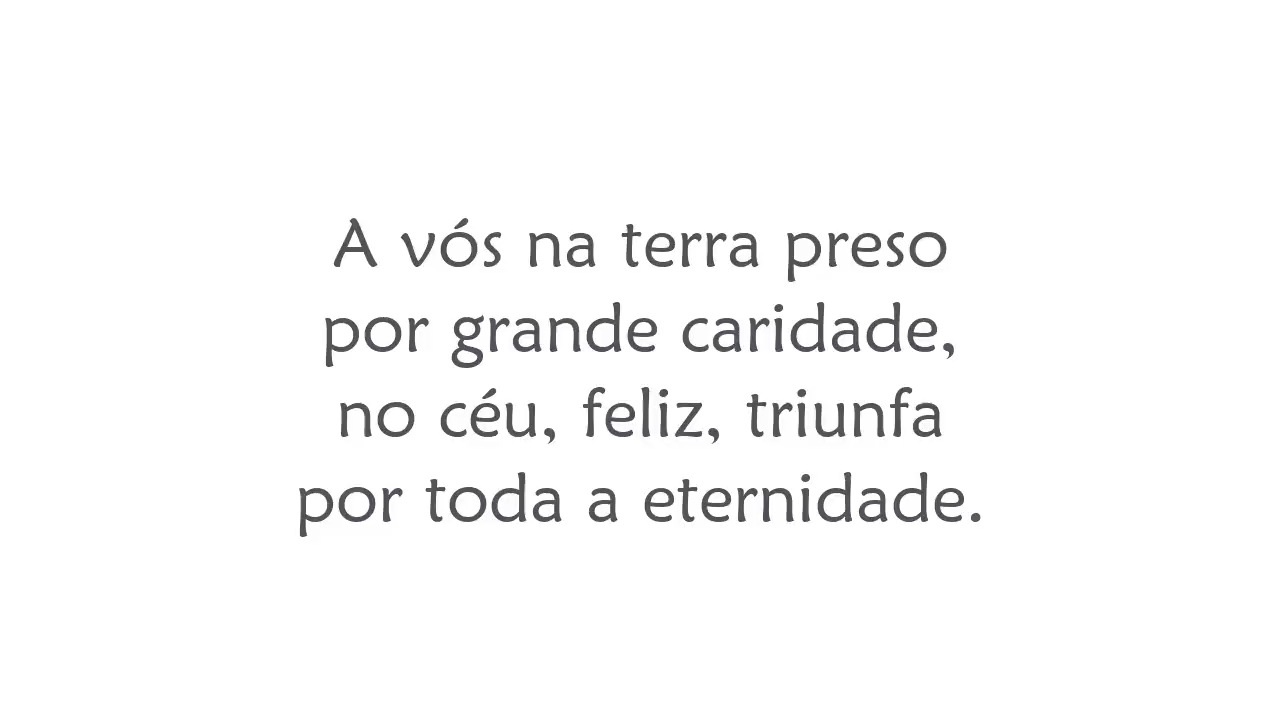 A vós na terra preso
por grande caridade,
no céu, feliz, triunfa
por toda a eternidade.